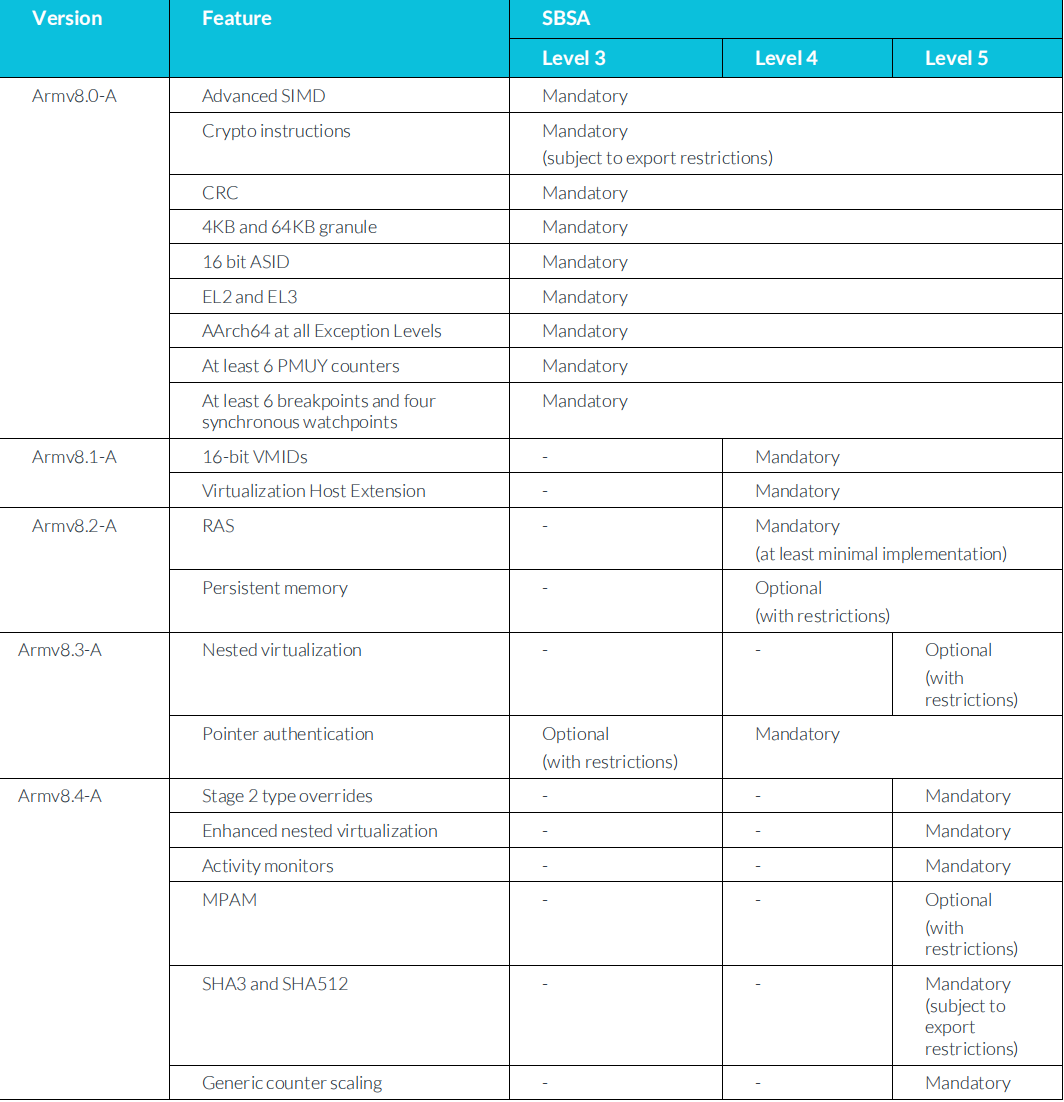 Version Feature SBSA
Level 3 Level 4 Level 5
Armv8.0-A Advanced SIMD Mandatory
Crypto instructions Mandatory
(subject to export restrictions)
CRC Mandatory
4KB and 64KB granule Mandatory
16 bit ASID Mandatory
EL2 and EL3 Mandatory
AArch64 at all Exception Levels Mandatory
At least 6 PMUY counters Mandatory
At least 6 breakpoints and four Mandatory
synchronous watchpoints
Armv8.1-A 16-bit VMIDs - Mandatory
Virtualization Host Extension - Mandatory
Armv8.2-A RAS - Mandatory
(at least minimal implementation)
Persistent memory - Optional
(with restrictions)
Armv8.3-A Nested virtualization - - Optional
(with
restrictions)
Pointer authentication Optional Mandatory
(with restrictions)
Armv8.4-A Stage 2 type overrides - - Mandatory
Enhanced nested virtualization - - Mandatory
Activity monitors - - Mandatory
MPAM - - Optional
(with
restrictions)
SHA3 and SHA512 - - Mandatory
(subject to
export
restrictions)
Generic counter scaling - - Mandatory